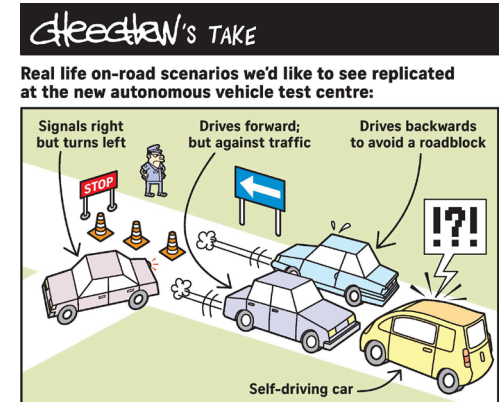 CHEECHEW'S TAKE
Real life on-road scenarios we'd like to see replicated
at the new autonomous vehicle test centre:
Signals right
but turns left
Drives forward;
but against traffic
Drives backwards
to avoid a roadblock
STOP
!?!
Self-driving car